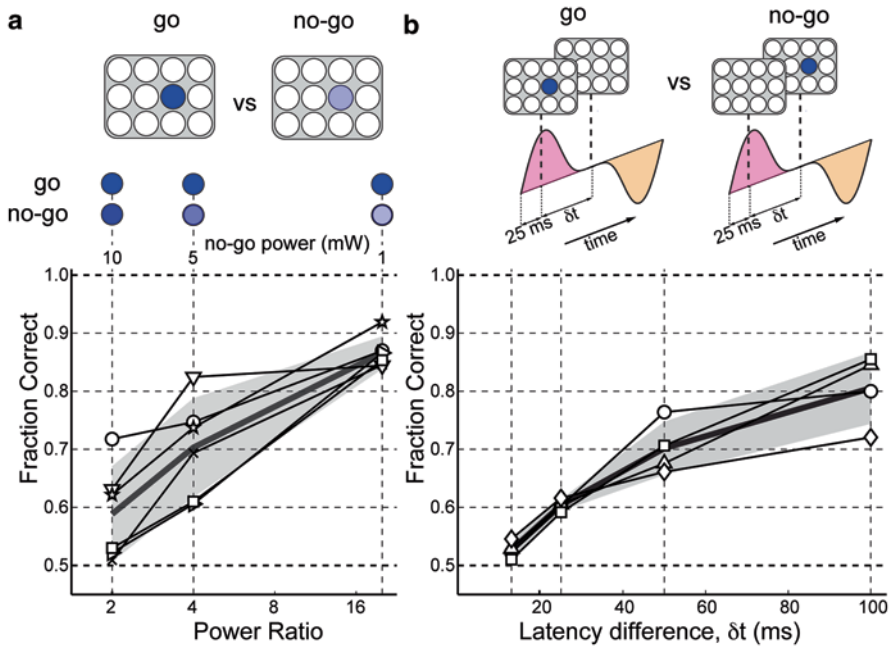 a
go
no-go
vs
go
no-go
no-go power (mW)
10
5
1
1.0
0.9
0.8
0.7
0.6
0.5
Fraction Correct
2
4
8
16
Power Ratio
b
go
no-go
vs
25 ms
δt
time
25 ms
δt
time
1.0
0.9
0.8
0.7
0.6
0.5
Fraction Correct
20
40
60
80
100
Latency difference, δt (ms)